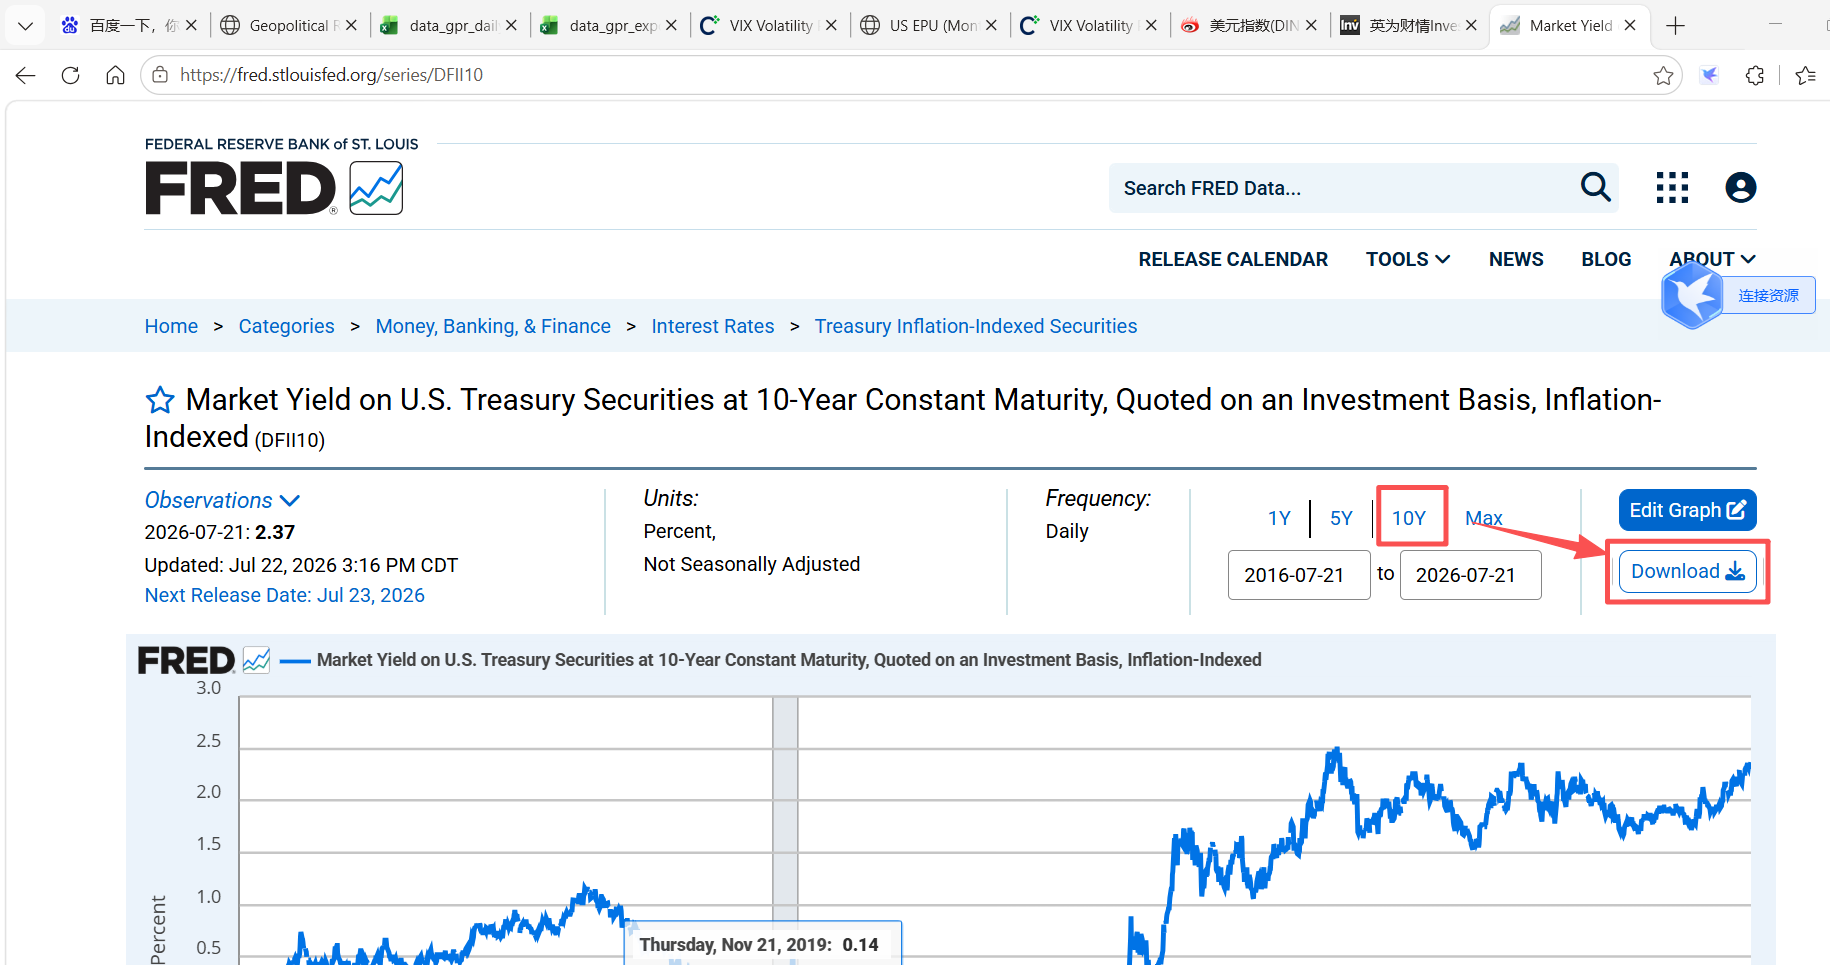 百度一下，你
Geopolitical R
data_gpr_dail
data_gpr_expo
VIX Volatility
US EPU (Mon
VIX Volatility
美元指数(DIN
Inv 英为财情Inve
Market Yield
https://fred.stlouisfed.org/series/DFII10
FEDERAL RESERVE BANK of ST. LOUIS
FRED®
Search FRED Data...
RELEASE CALENDAR TOOLS NEWS BLOG ABOUT
连接资源
Home > Categories > Money, Banking, & Finance > Interest Rates > Treasury Inflation-Indexed Securities
Market Yield on U.S. Treasury Securities at 10-Year Constant Maturity, Quoted on an Investment Basis, Inflation-
Indexed (DFII10)
Observations
2026-07-21: 2.37
Updated: Jul 22, 2026 3:16 PM CDT
Next Release Date: Jul 23, 2026
Units:
Percent,
Not Seasonally Adjusted
Frequency:
Daily
1Y 5Y 10Y Max
2016-07-21 to 2026-07-21
Edit Graph
Download
FRED Market Yield on U.S. Treasury Securities at 10-Year Constant Maturity, Quoted on an Investment Basis, Inflation-Indexed
3.0
2.5
2.0
1.5
1.0
0.5
Percent
Thursday, Nov 21, 2019: 0.14